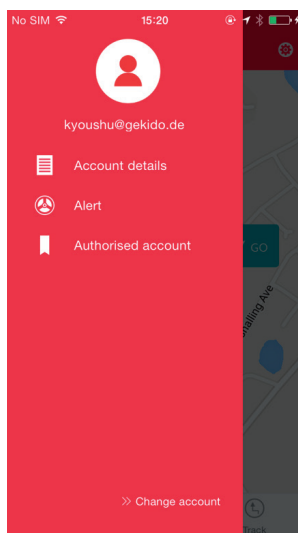 No SIM 15:20
kyoushu@gekido.de
Account details
Alert
Authorised account
GO
Change account
Track